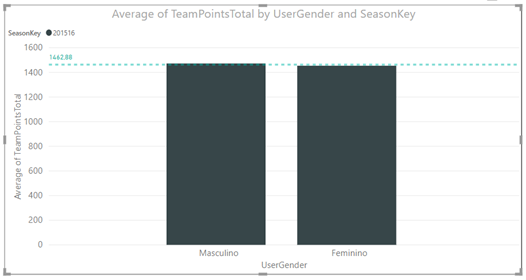 Average of TeamPointsTotal by UserGender and SeasonKey
SeasonKey 201516
1600
1462.88
1400
1200
1000
800
600
400
200
0
Average of TeamPointsTotal
Masculino Feminino
UserGender